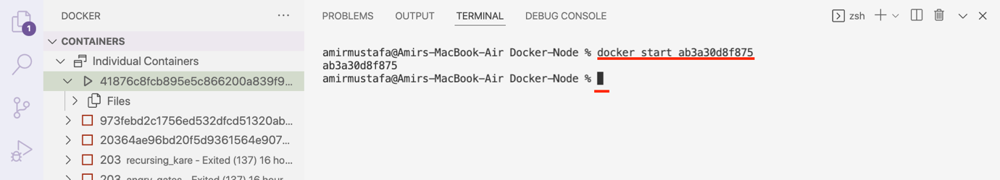 DOCKER
PROBLEMS OUTPUT TERMINAL DEBUG CONSOLE
zsh
1
CONTAINERS
Individual Containers
41876c8fcb895e5c866200a839f9...
Files
973febd2c1756ed532dfcd51320ab...
20364ae96bd20f5d9361564e907...
203 recursing_kare - Exited (137) 16 ho...
203 angry_gates - Exited (137) 16 hour
amirmustafa@Amirs-MacBook-Air Docker-Node % docker start ab3a30d8f875
ab3a30d8f875
amirmustafa@Amirs-MacBook-Air Docker-Node %